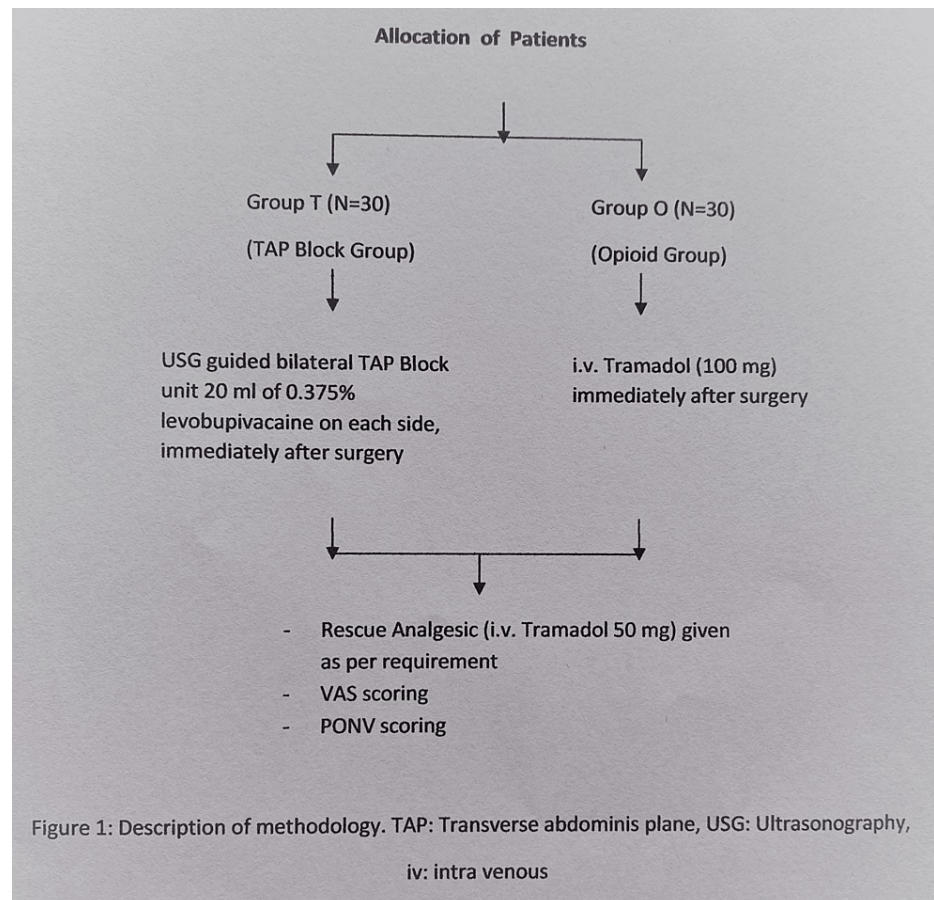 Allocation of Patients
Group T (N=30)
(TAP Block Group)
Group O (N=30)
(Opioid Group)
USG guided bilateral TAP Block
unit 20 ml of 0.375%
levobupivacaine on each side,
immediately after surgery
i.v. Tramadol (100 mg)
immediately after surgery
- Rescue Analgesic (i.v. Tramadol 50 mg) given
as per requirement
- VAS scoring
- PONV scoring
Figure 1: Description of methodology. TAP: Transverse abdominis plane, USG: Ultrasonography,
iv: intra venous